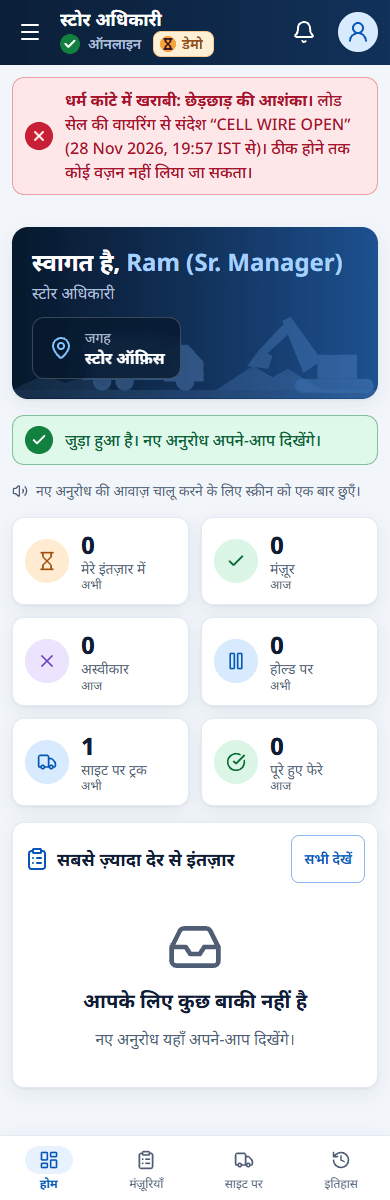 स्टोर अधिकारी
ऑनलाइन
डेमो
धर्म कांटे में खराबी: छेड़छाड़ की आशंका। लोड
सेल की वायरिंग से संदेश “CELL WIRE OPEN”
(28 Nov 2026, 19:57 IST से)। ठीक होने तक
कोई वज़न नहीं लिया जा सकता।
स्वागत है, Ram (Sr. Manager)
स्टोर अधिकारी
जगह
स्टोर ऑफ़िस
जुड़ा हुआ है। नए अनुरोध अपने-आप दिखेंगे।
नए अनुरोध की आवाज़ चालू करने के लिए स्क्रीन को एक बार छुएँ।
0
मेरे इंतज़ार में
अभी
0
मंज़ूर
आज
0
अस्वीकार
आज
0
होल्ड पर
अभी
1
साइट पर ट्रक
अभी
0
पूरे हुए फेरे
आज
सबसे ज़्यादा देर से इंतज़ार
सभी देखें
आपके लिए कुछ बाकी नहीं है
नए अनुरोध यहाँ अपने-आप दिखेंगे।
होम
मंज़ूरियाँ
साइट पर
इतिहास